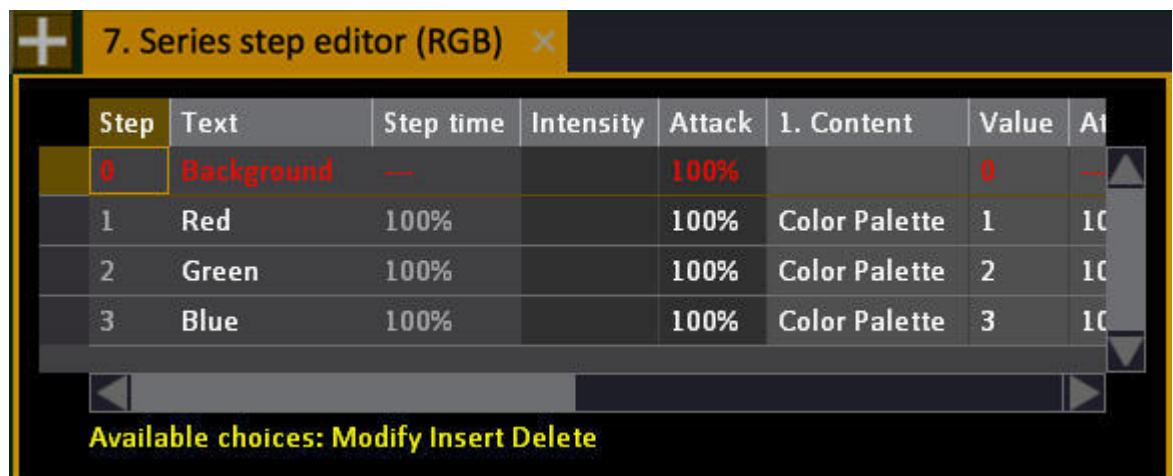 7. Series step editor (RGB) ×
Step Text Step time Intensity Attack 1. Content Value
0 Background --- 100% 0
1 Red 100% 100% Color Palette 1
2 Green 100% 100% Color Palette 2
3 Blue 100% 100% Color Palette 3
Available choices: Modify Insert Delete